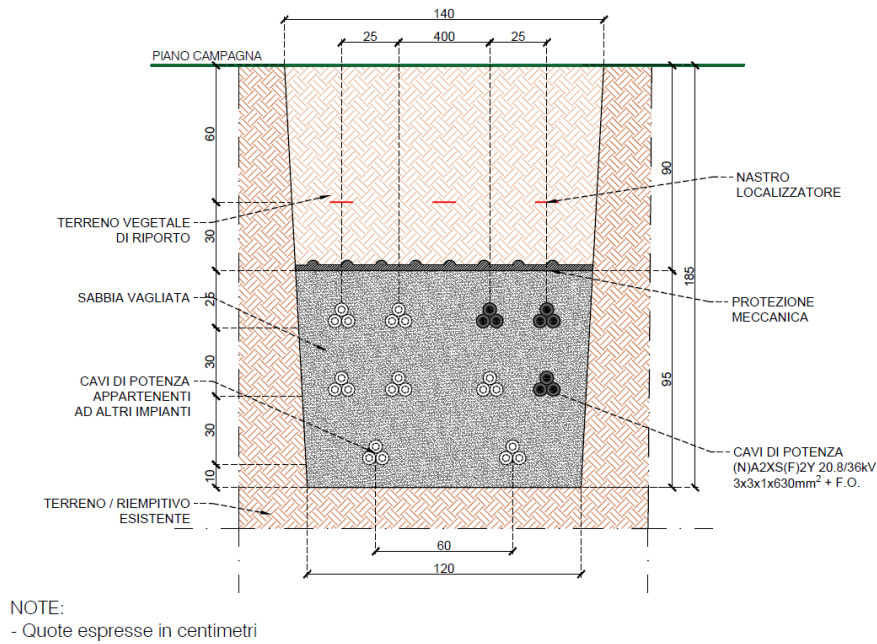 140
25
400
25
PIANO CAMPAGNA
60
90
NASTRO
LOCALIZZATORE
TERRENO VEGETALE
DI RIPORTO
30
185
SABBIA VAGLIATA
25
PROTEZIONE
MECCANICA
30
CAVI DI POTENZA
APPARTENENTI
AD ALTRI IMPIANTI
95
30
CAVI DI POTENZA
(N)A2XS(F)2Y 20.8/36kV
3x3x1x630mm² + F.O.
10
TERRENO / RIEMPITIVO
ESISTENTE
60
120
NOTE:
- Quote espresse in centimetri